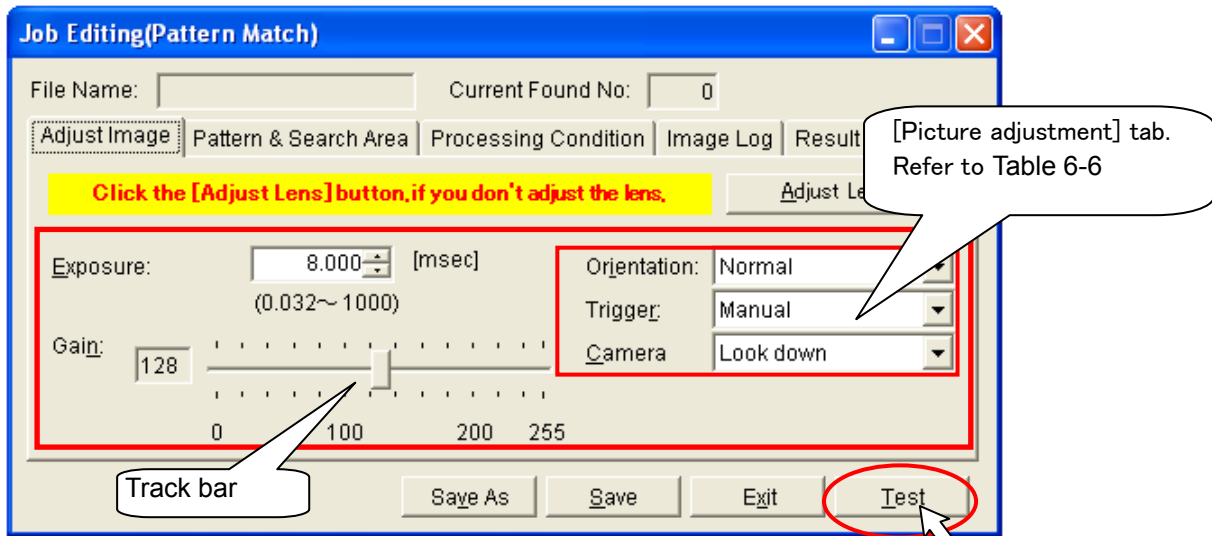 Job Editing(Pattern Match)
File Name:
Current Found No: 0
Adjust Image Pattern & Search Area Processing Condition Image Log Result
[Picture adjustment] tab.
Refer to Table 6-6
Click the [Adjust Lens] button,if you don't adjust the lens.
Adjust
Exposure: 8.000 [msec]
(0.032～1000)
Orientation: Normal
Trigger: Manual
Camera Look down
Gain: 128
0 100 200 255
Track bar
Save As Save Exit Test